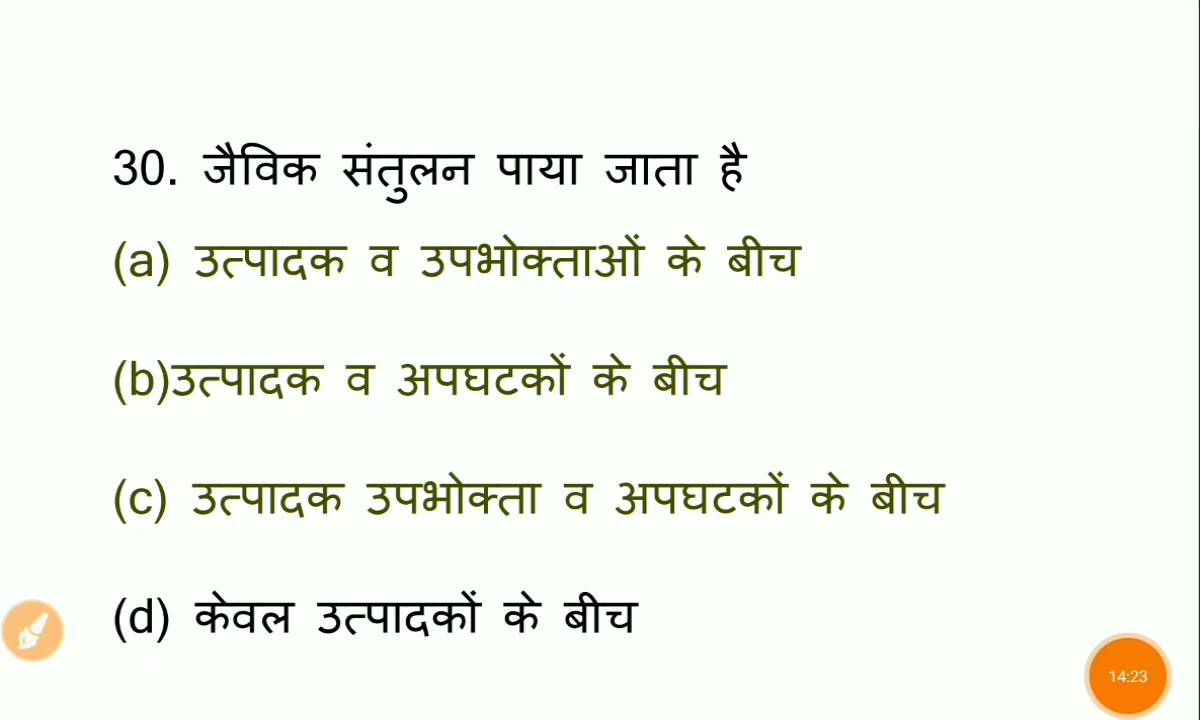 30. जैविक संतुलन पाया जाता है
(a) उत्पादक व उपभोक्ताओं के बीच
(b)उत्पादक व अपघटकों के बीच
(c) उत्पादक उपभोक्ता व अपघटकों के बीच
(d) केवल उत्पादकों के बीच
14:23